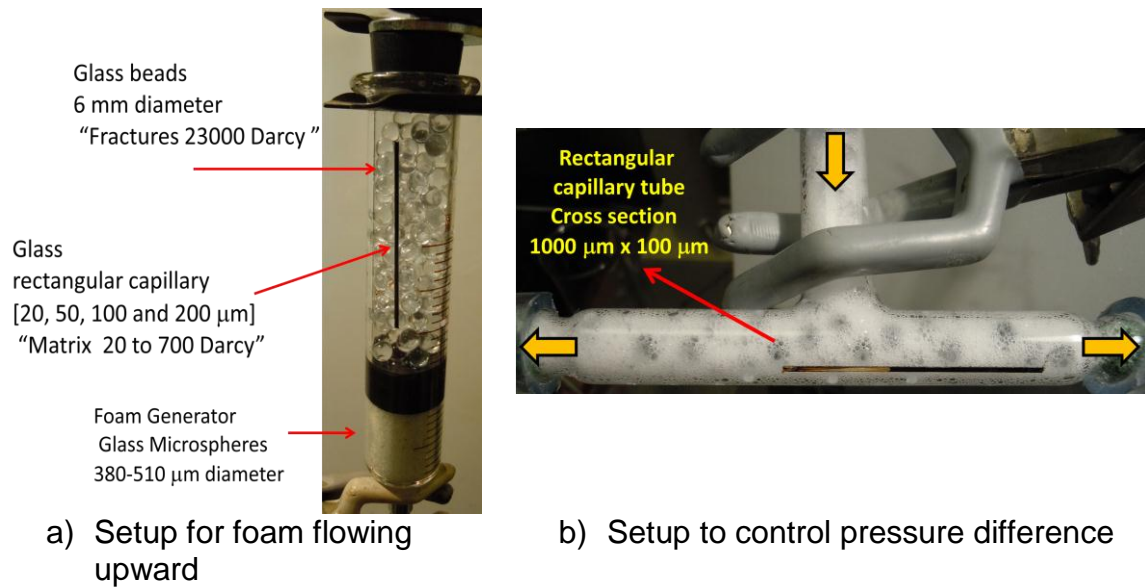 Glass beads
6 mm diameter
“Fractures 23000 Darcy ”
Glass
rectangular capillary
[20, 50, 100 and 200 µm]
“Matrix 20 to 700 Darcy”
Foam Generator
Glass Microspheres
380-510 µm diameter
Rectangular
capillary tube
Cross section
1000 µm x 100 µm
a) Setup for foam flowing
upward
b) Setup to control pressure difference